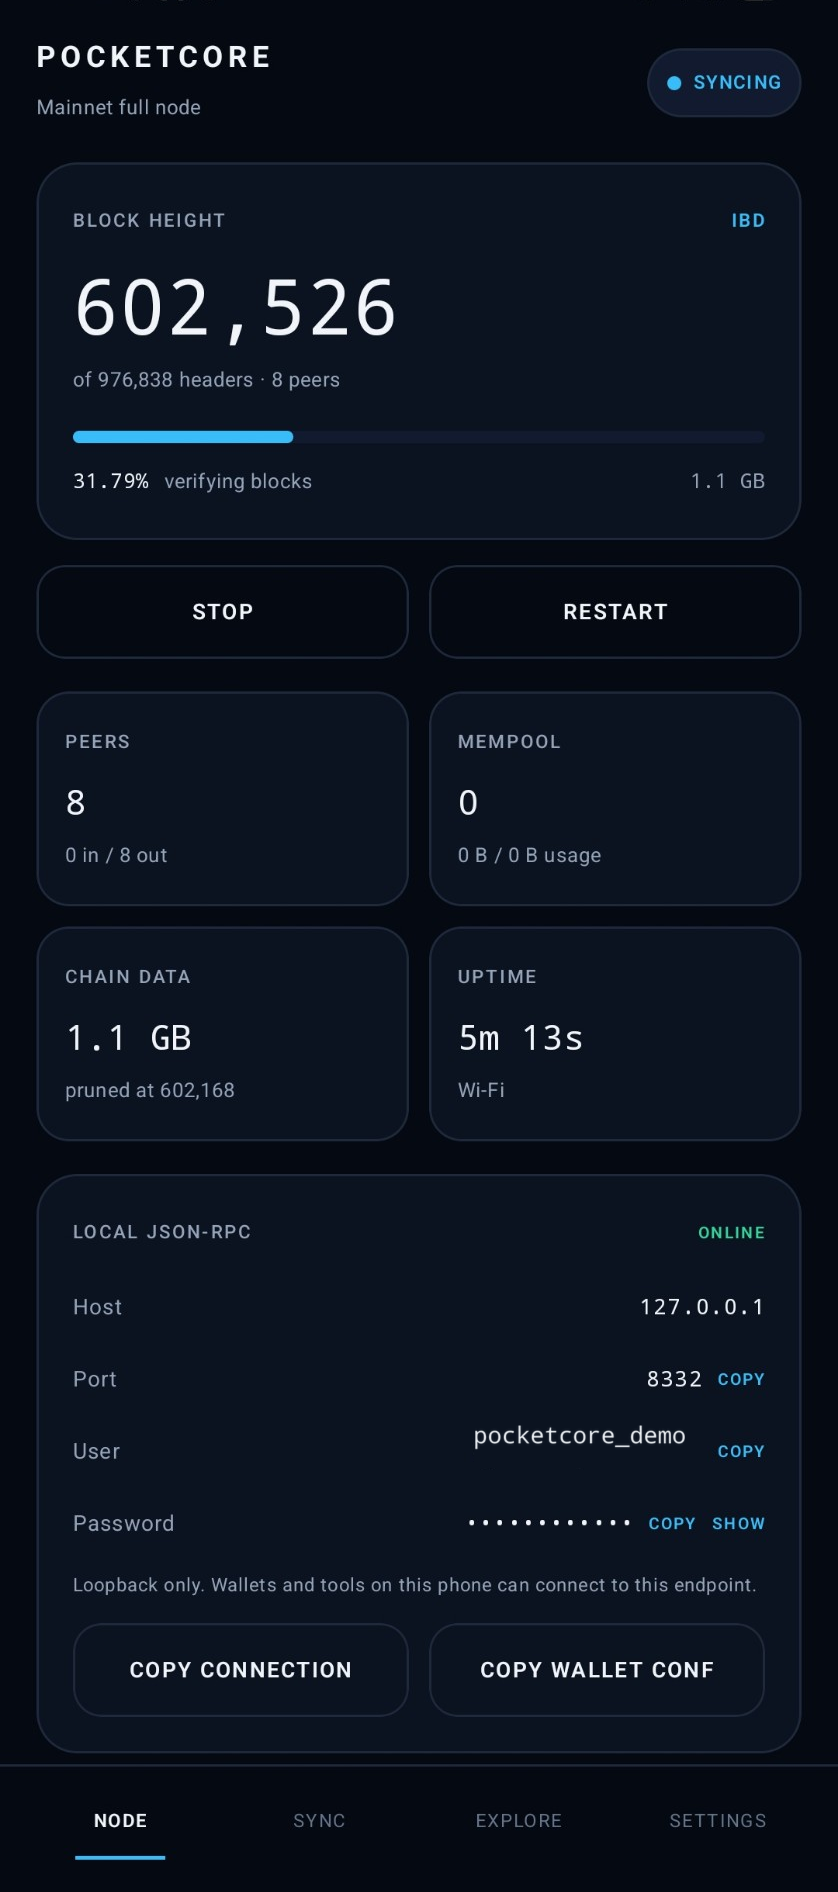 POCKETCORE
Mainnet full node
SYNCING
BLOCK HEIGHT
IBD
602,526
of 976,838 headers · 8 peers
31.79% verifying blocks
1.1 GB
STOP
RESTART
PEERS
8
0 in / 8 out
MEMPOOL
0
0 B / 0 B usage
CHAIN DATA
1.1 GB
pruned at 602,168
UPTIME
5m 13s
Wi-Fi
LOCAL JSON-RPC
ONLINE
Host
127.0.0.1
Port
8332 COPY
User
pocketcore_demo COPY
Password
•••••••••••• COPY SHOW
Loopback only. Wallets and tools on this phone can connect to this endpoint.
COPY CONNECTION
COPY WALLET CONF
NODE
SYNC
EXPLORE
SETTINGS